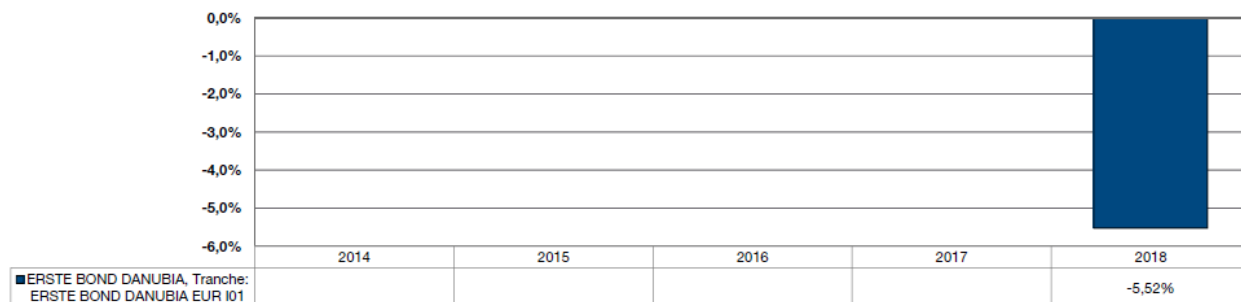 0,0%
-1,0%
-2,0%
-3,0%
-4,0%
-5,0%
-6,0%
2014 2015 2016 2017 2018
ERSTE BOND DANUBIA, Tranche:
ERSTE BOND DANUBIA EUR I01
-5,52%